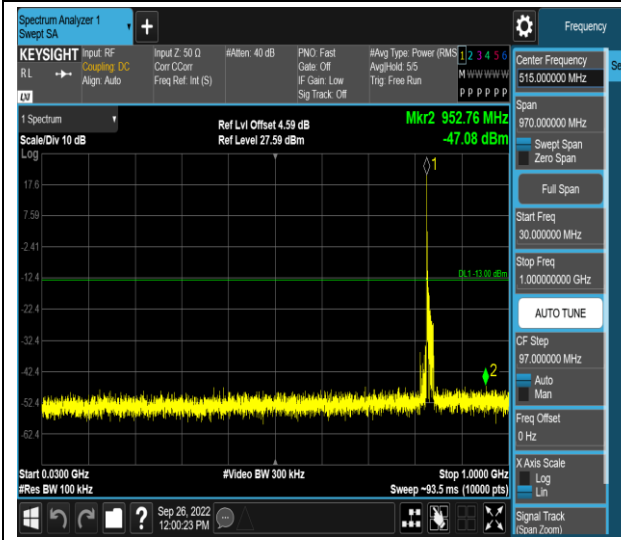 Spectrum Analyzer 1
Swept SA
+
Frequency
KEYSIGHT
R L
LXI
Input: RF
Coupling: DC
Align: Auto
Input Z: 50 Ω
Corr CCorr
Freq Ref: Int (S)
#Atten: 40 dB
PNO: Fast
Gate: Off
IF Gain: Low
Sig Track: Off
#Avg Type: Power (RMS
Avg|Hold: 5/5
Trig: Free Run
1 2 3 4 5 6
M W W W W W
P P P P P P
Center Frequency
515.000000 MHz
Se
Span
970.000000 MHz
Swept Span
Zero Span
Full Span
Start Freq
30.000000 MHz
Stop Freq
1.000000000 GHz
AUTO TUNE
CF Step
97.000000 MHz
Auto
Man
Freq Offset
0 Hz
X Axis Scale
Log
Lin
Signal Track
(Span Zoom)
1 Spectrum
Scale/Div 10 dB
Log
Ref Lvl Offset 4.59 dB
Ref Level 27.59 dBm
Mkr2 952.76 MHz
-47.08 dBm
1
17.6
7.59
-2.41
-12.4
DL1 -13.00 dBm
-22.4
-32.4
-42.4
2
-52.4
-62.4
Start 0.0300 GHz
#Video BW 300 kHz
Stop 1.0000 GHz
#Res BW 100 kHz
Sweep ~93.5 ms (10000 pts)
?
Sep 26, 2022
12:00:23 PM